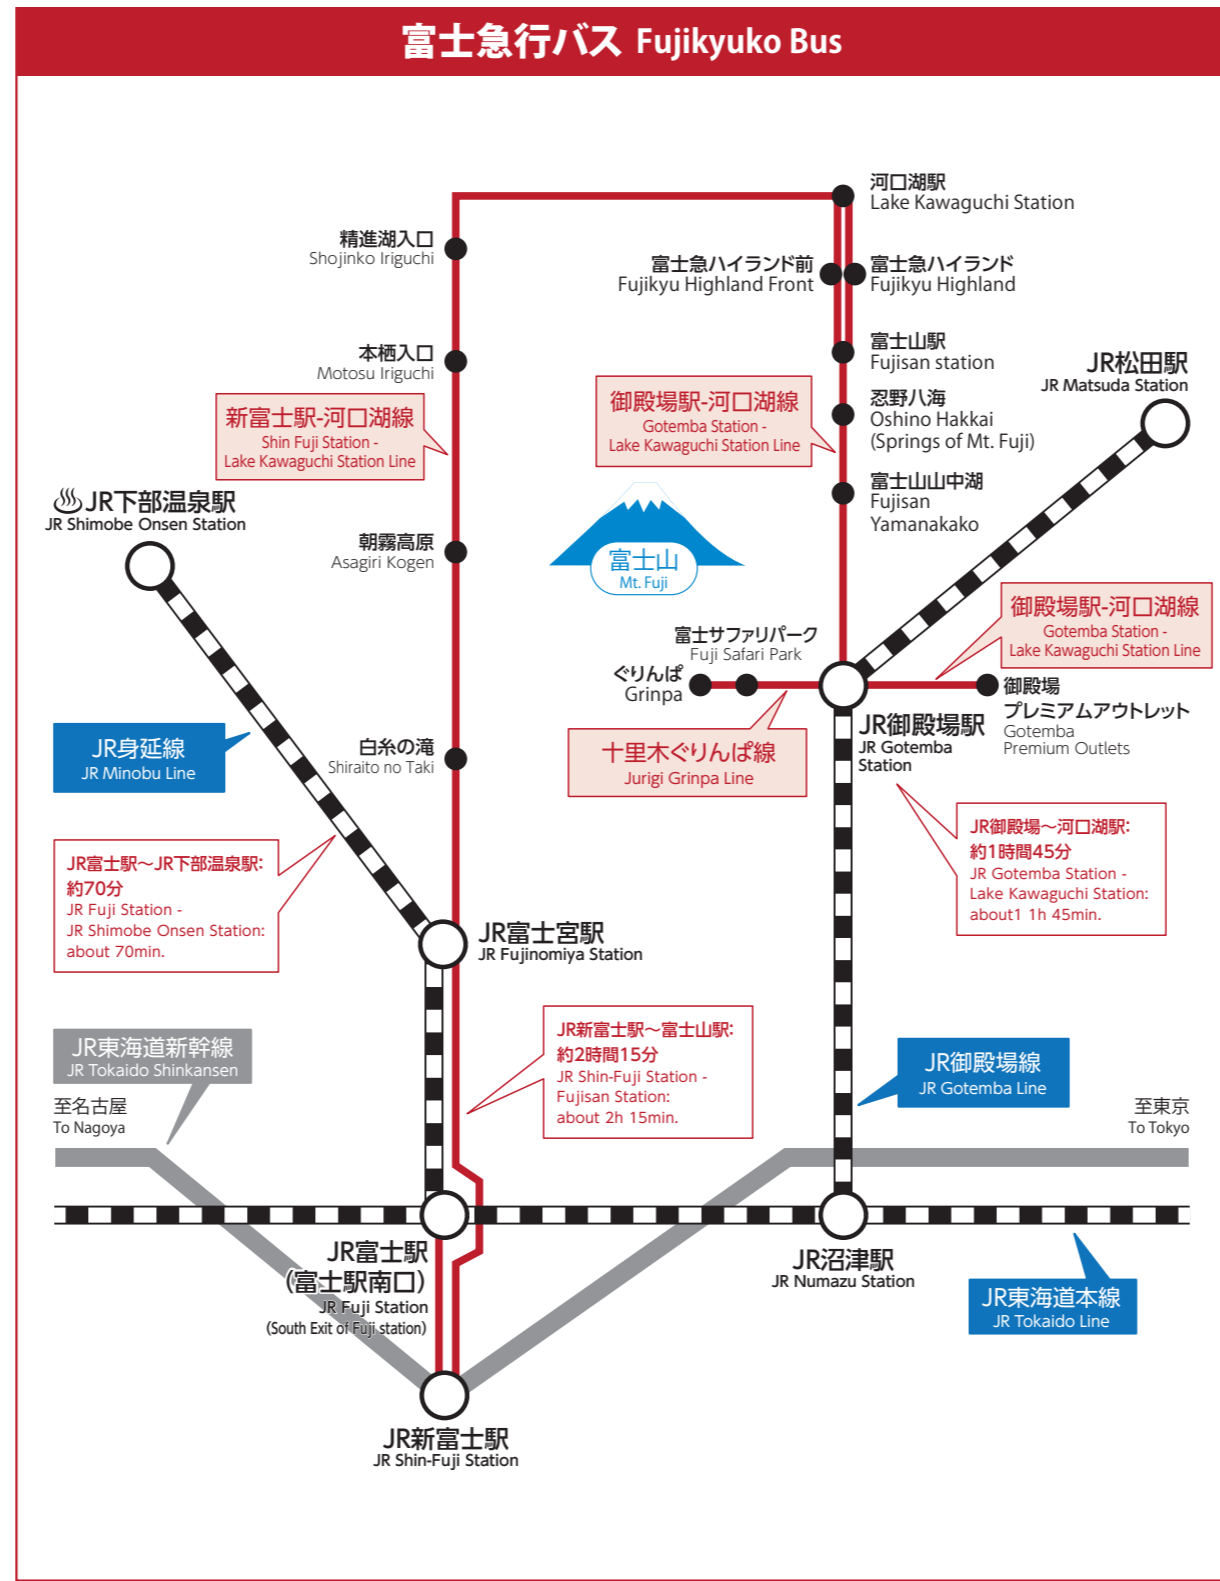 富士急行バス Fujikyuko Bus
河口湖駅
Lake Kawaguchi Station
精進湖入口
Shojinko Iriguchi
富士急ハイランド前
Fujikyu Highland Front
富士急ハイランド
Fujikyu Highland
本栖入口
Motosu Iriguchi
富士山駅
Fujisan station
JR松田駅
JR Matsuda Station
新富士駅-河口湖線
Shin Fuji Station -
Lake Kawaguchi Station Line
御殿場駅-河口湖線
Gotemba Station -
Lake Kawaguchi Station Line
忍野八海
Oshino Hakkai
(Springs of Mt. Fuji)
JR下部温泉駅
JR Shimobe Onsen Station
富士山山中湖
Fujisan
Yamanakako
朝霧高原
Asagiri Kogen
富士山
Mt. Fuji
御殿場駅-河口湖線
Gotemba Station -
Lake Kawaguchi Station Line
富士サファリパーク
Fuji Safari Park
ぐりんぱ
Grinpa
御殿場
プレミアムアウトレット
Gotemba
Premium Outlets
JR御殿場駅
JR Gotemba
Station
JR身延線
JR Minobu Line
白糸の滝
Shiraito no Taki
十里木ぐりんぱ線
Jurigi Grinpa Line
JR御殿場～河口湖駅:
約1時間45分
JR Gotemba Station -
Lake Kawaguchi Station:
about1 1h 45min.
JR富士駅～JR下部温泉駅:
約70分
JR Fuji Station -
JR Shimobe Onsen Station:
about 70min.
JR富士宮駅
JR Fujinomiya Station
JR新富士駅～富士山駅:
約2時間15分
JR Shin-Fuji Station -
Fujisan Station:
about 2h 15min.
JR東海道新幹線
JR Tokaido Shinkansen
JR御殿場線
JR Gotemba Line
至名古屋
To Nagoya
至東京
To Tokyo
JR富士駅
(富士駅南口)
JR Fuji Station
(South Exit of Fuji station)
JR沼津駅
JR Numazu Station
JR東海道本線
JR Tokaido Line
JR新富士駅
JR Shin-Fuji Station